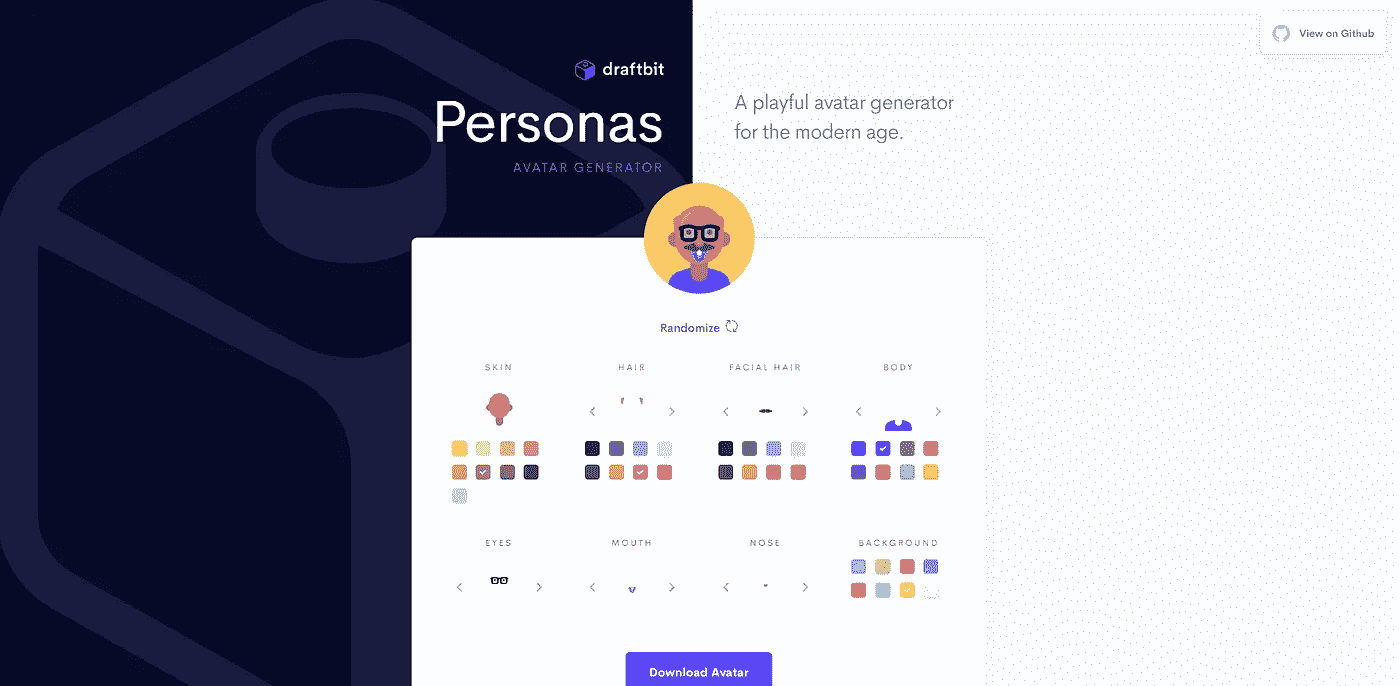 View on Github
draftbit
Personas
AVATAR GENERATOR
A playful avatar generator
for the modern age.
Randomize
SKIN
HAIR
FACIAL HAIR
BODY
EYES
MOUTH
NOSE
BACKGROUND
Download Avatar